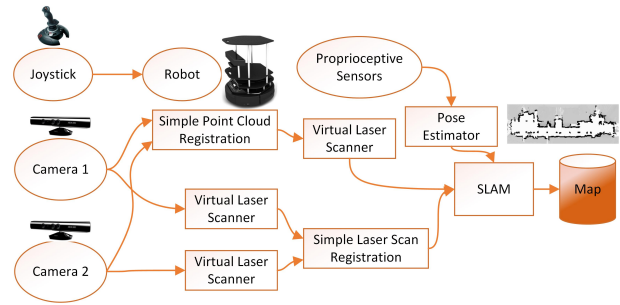 Joystick
Robot
Proprioceptive
Sensors
Simple Point Cloud
Registration
Virtual Laser
Scanner
Pose
Estimator
Camera 1
Virtual Laser
Scanner
SLAM
Map
Simple Laser Scan
Registration
Camera 2
Virtual Laser
Scanner